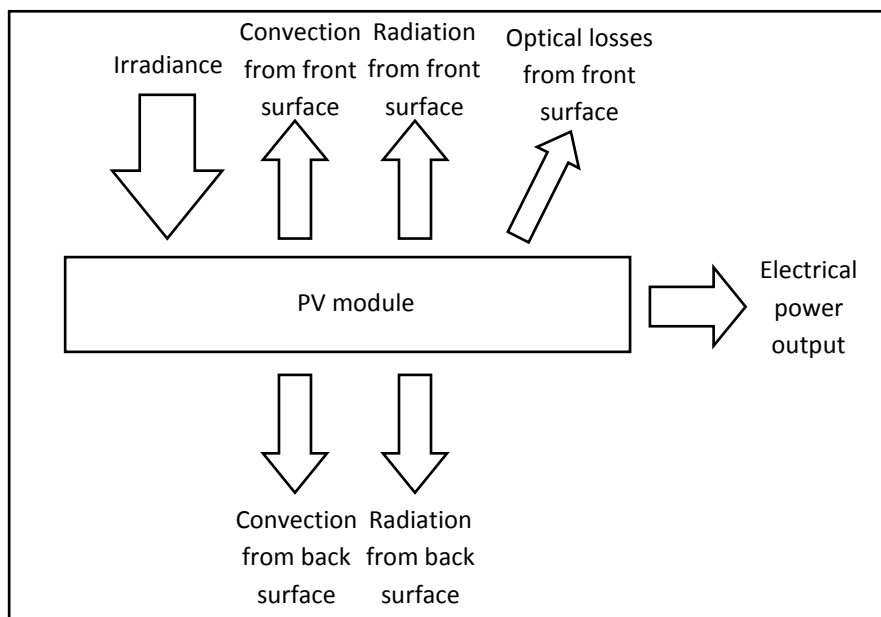 Irradiance
Convection
from front
surface
Radiation
from front
surface
Optical losses
from front
surface
PV module
Electrical
power
output
Convection
from back
surface
Radiation
from back
surface